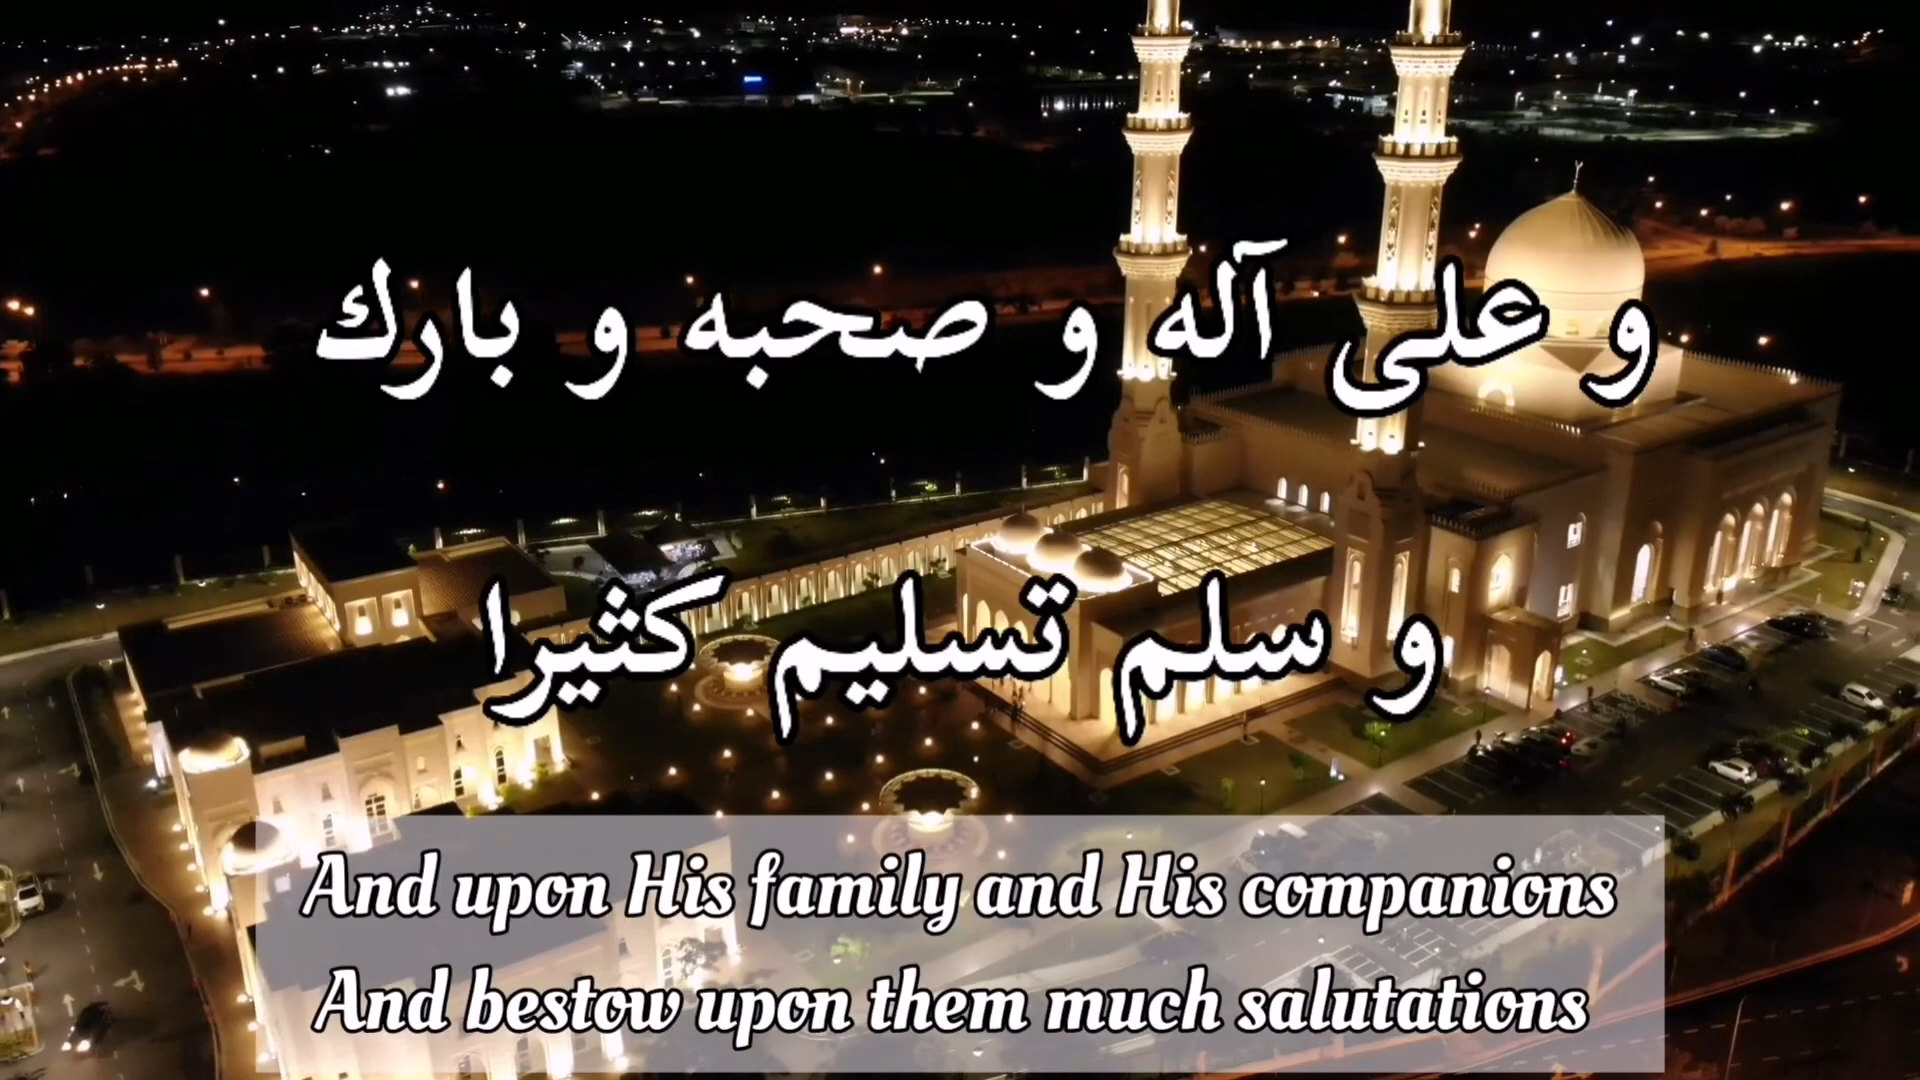 و على آله و صحبه و بارك
و سلم تسليم كثيرا
And upon His family and His companions
And bestow upon them much salutations